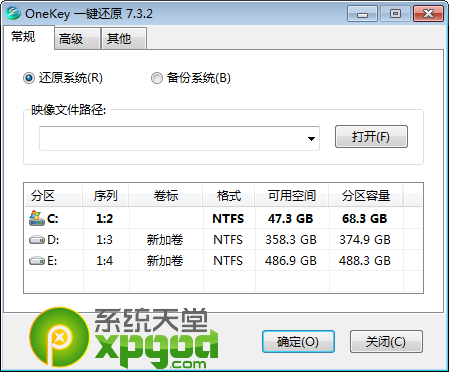 OneKey 一键还原 7.3.2
常规 高级 其他
还原系统(R) 备份系统(B)
映像文件路径:
打开(F)
分区 序列 卷标 格式 可用空间 分区容量
C: 1:2 NTFS 47.3 GB 68.3 GB
D: 1:3 新加卷 NTFS 358.3 GB 374.9 GB
E: 1:4 新加卷 NTFS 486.9 GB 488.3 GB
系统天堂
xpgod.com
确定(O) 关闭(C)